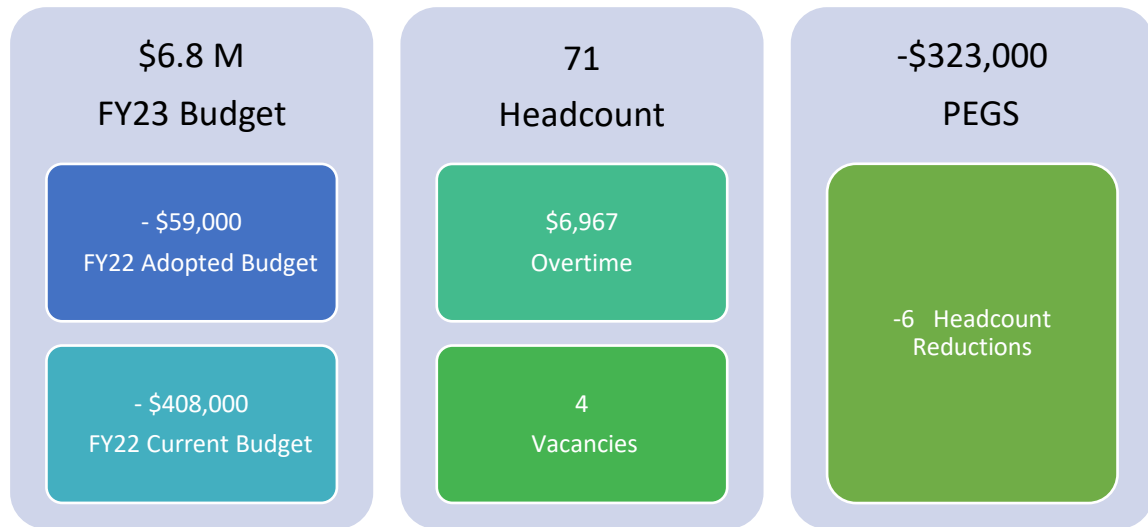 $6.8 M
FY23 Budget
- $59,000
FY22 Adopted Budget
- $408,000
FY22 Current Budget
71
Headcount
$6,967
Overtime
4
Vacancies
-$323,000
PEGS
-6 Headcount
Reductions